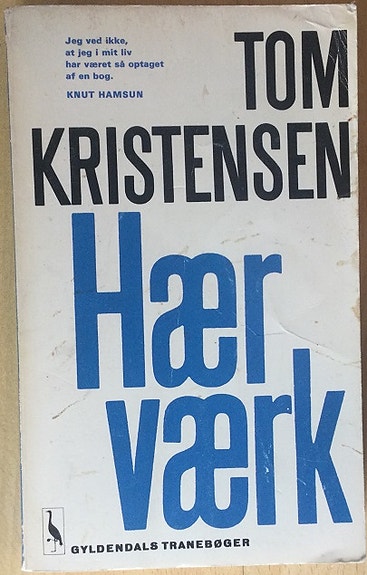 Jeg ved ikke,
at jeg i mit liv
har været så optaget
af en bog.
KNUT HAMSUN
TOM
KRISTENSEN
Hær
værk
GYLDENDALS TRANEBØGER